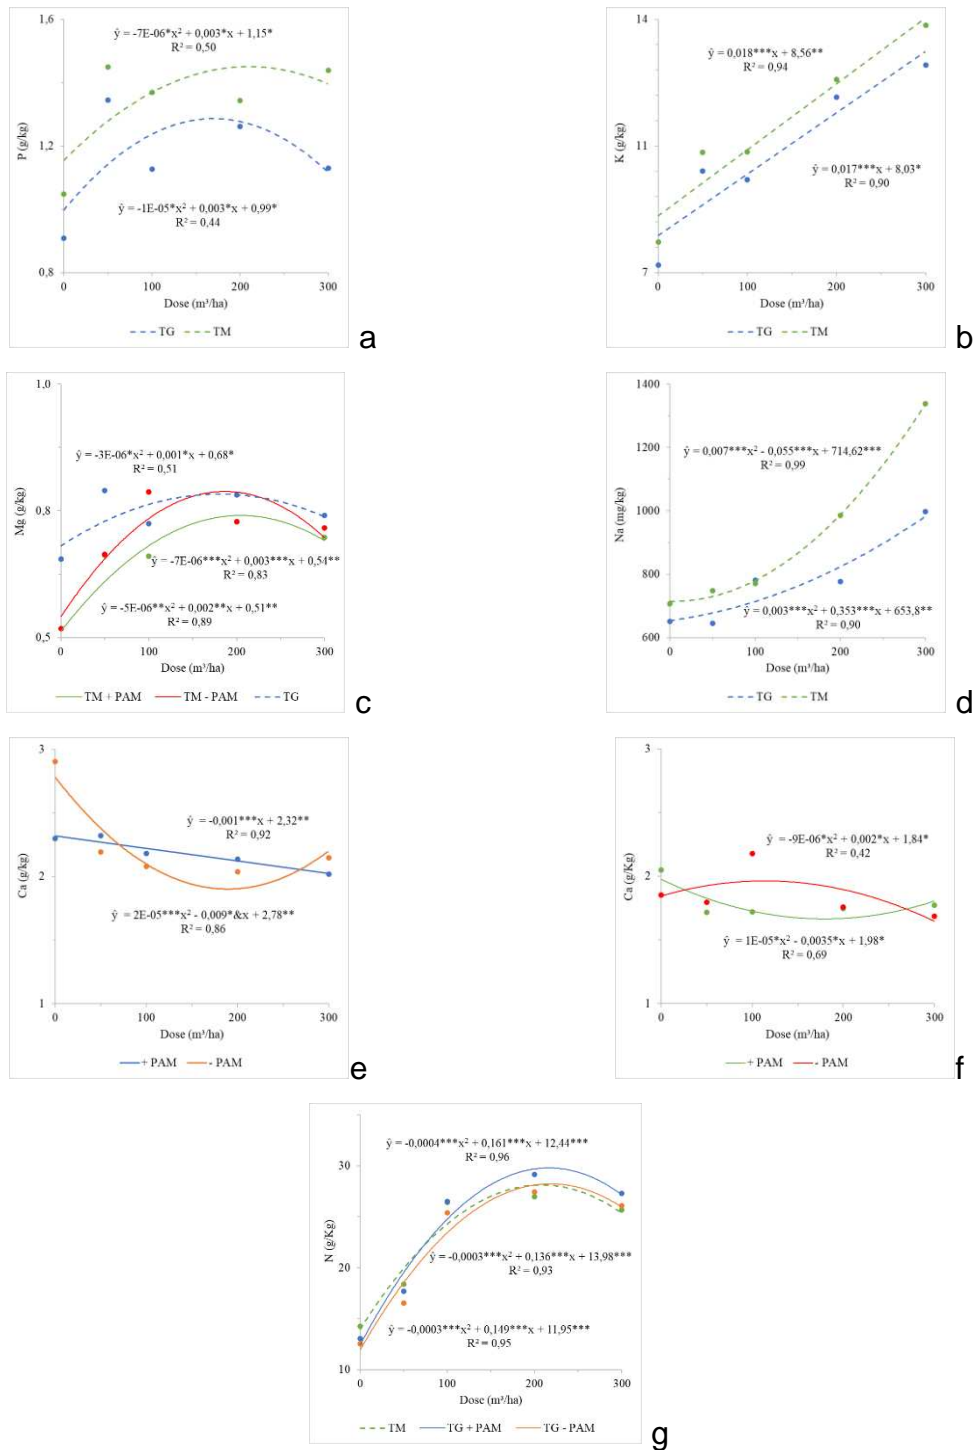 1,6
1,2
0,8
P (g/kg)
ŷ = -7E-06*x² + 0,003*x + 1,15*
R² = 0,50
ŷ = -1E-05*x² + 0,003*x + 0,99*
R² = 0,44
0 100 200 300
Dose (m³/ha)
TG TM
a
14
11
7
K (g/kg)
ŷ = 0,018***x + 8,56**
R² = 0,94
ŷ = 0,017***x + 8,03*
R² = 0,90
0 100 200 300
Dose (m³/ha)
TG TM
b
1,0
0,8
0,5
Mg (g/kg)
ŷ = -3E-06*x² + 0,001*x + 0,68*
R² = 0,51
ŷ = -7E-06***x² + 0,003***x + 0,54**
R² = 0,83
ŷ = -5E-06**x² + 0,002**x + 0,51**
R² = 0,89
0 100 200 300
Dose (m³/ha)
TM + PAM TM - PAM TG
c
1400
1200
1000
800
600
Na (mg/kg)
ŷ = 0,007***x² - 0,055***x + 714,62***
R² = 0,99
ŷ = 0,003***x² + 0,353***x + 653,8**
R² = 0,90
0 100 200 300
Dose (m³/ha)
TG TM
d
3
2
1
Ca (g/kg)
ŷ = -0,001***x + 2,32**
R² = 0,92
ŷ = 2E-05***x² - 0,009*&x + 2,78**
R² = 0,86
0 100 200 300
Dose (m³/ha)
+ PAM - PAM
e
3
2
1
Ca (g/Kg)
ŷ = -9E-06*x² + 0,002*x + 1,84*
R² = 0,42
ŷ = 1E-05*x² - 0,0035*x + 1,98*
R² = 0,69
0 100 200 300
Dose (m³/ha)
+ PAM - PAM
f
30
20
10
N (g/Kg)
ŷ = -0,0004***x² + 0,161***x + 12,44***
R² = 0,96
ŷ = -0,0003***x² + 0,136***x + 13,98***
R² = 0,93
ŷ = -0,0003***x² + 0,149***x + 11,95***
R² = 0,95
0 100 200 300
Dose (m³/ha)
TM TG + PAM TG - PAM
g